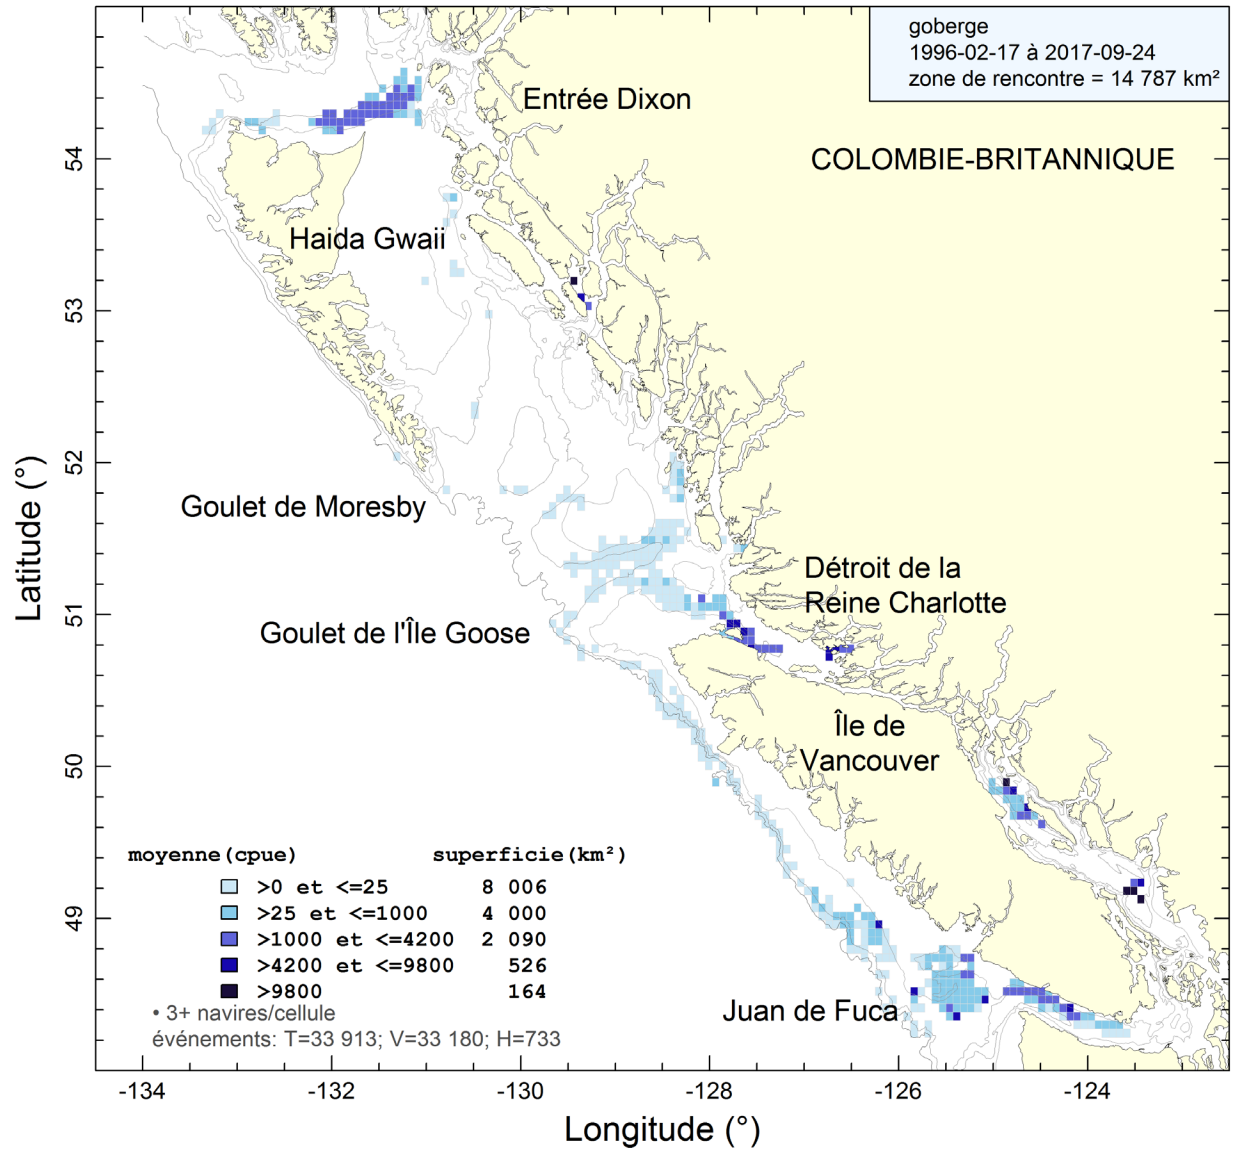 goberge
1996-02-17 à 2017-09-24
zone de rencontre = 14 787 km²
Entrée Dixon
COLOMBIE-BRITANNIQUE
54
Haida Gwaii
53
52
Goulet de Moresby
Détroit de la
Reine Charlotte
51
Goulet de l'Île Goose
Île de
Vancouver
50
Latitude (°)
moyenne(cpue) superficie(km²)
>0 et <=25 8 006
>25 et <=1000 4 000
>1000 et <=4200 2 090
>4200 et <=9800 526
>9800 164
49
Juan de Fuca
• 3+ navires/cellule
événements: T=33 913; V=33 180; H=733
-134 -132 -130 -128 -126 -124
Longitude (°)